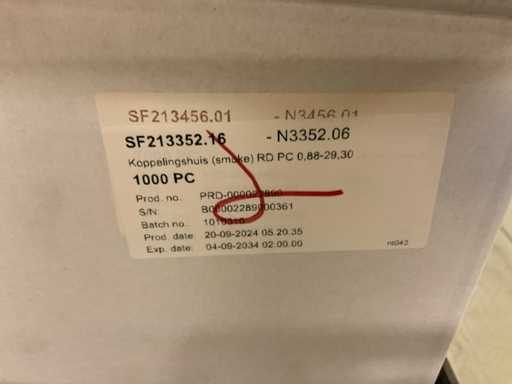 SF213456.01 - N3456.01
SF213352.16 - N3352.06
Koppelingshuis (smoke) RD PC 0,88-29,30
1000 PC
Prod. no.
S/N:
Batch no.:
Prod. date: 20-09-2024 05.20.35
Exp. date: 04-09-2034 02.00.00